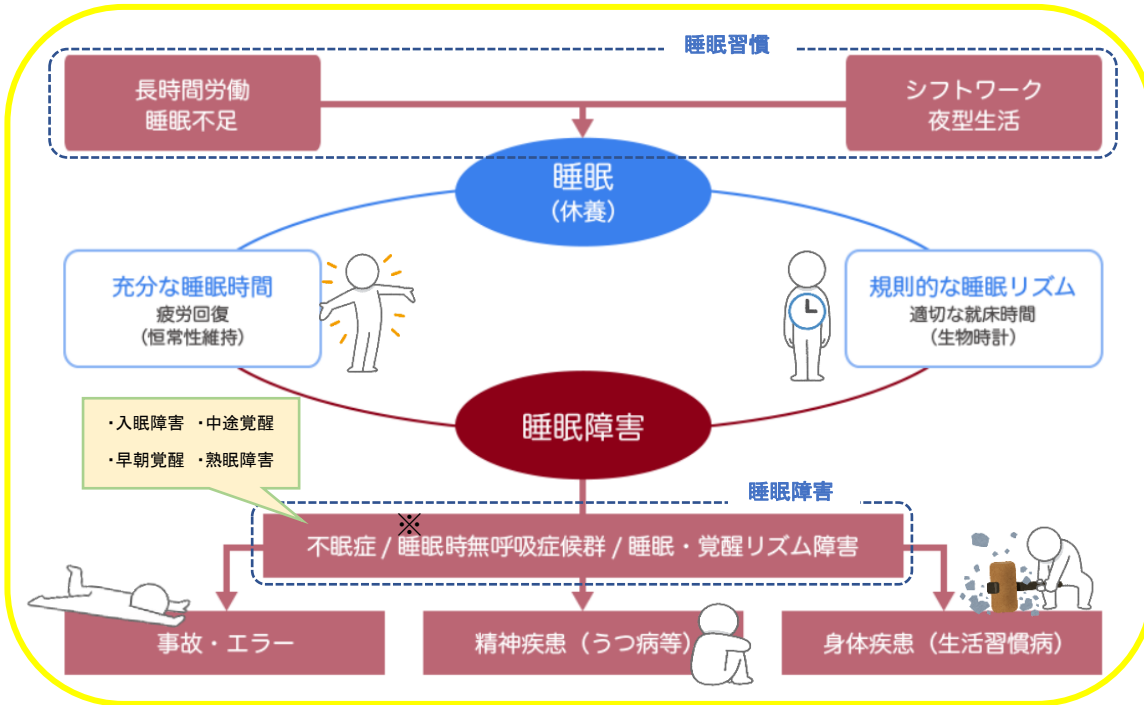 睡眠習慣
長時間労働
睡眠不足
シフトワーク
夜型生活
睡眠
(休養)
充分な睡眠時間
疲労回復
(恒常性維持)
規則的な睡眠リズム
適切な就床時間
(生物時計)
睡眠障害
・入眠障害 ・中途覚醒
・早朝覚醒 ・熟眠障害
睡眠障害
※
不眠症 / 睡眠時無呼吸症候群 / 睡眠・覚醒リズム障害
事故・エラー
精神疾患（うつ病等）
身体疾患（生活習慣病）